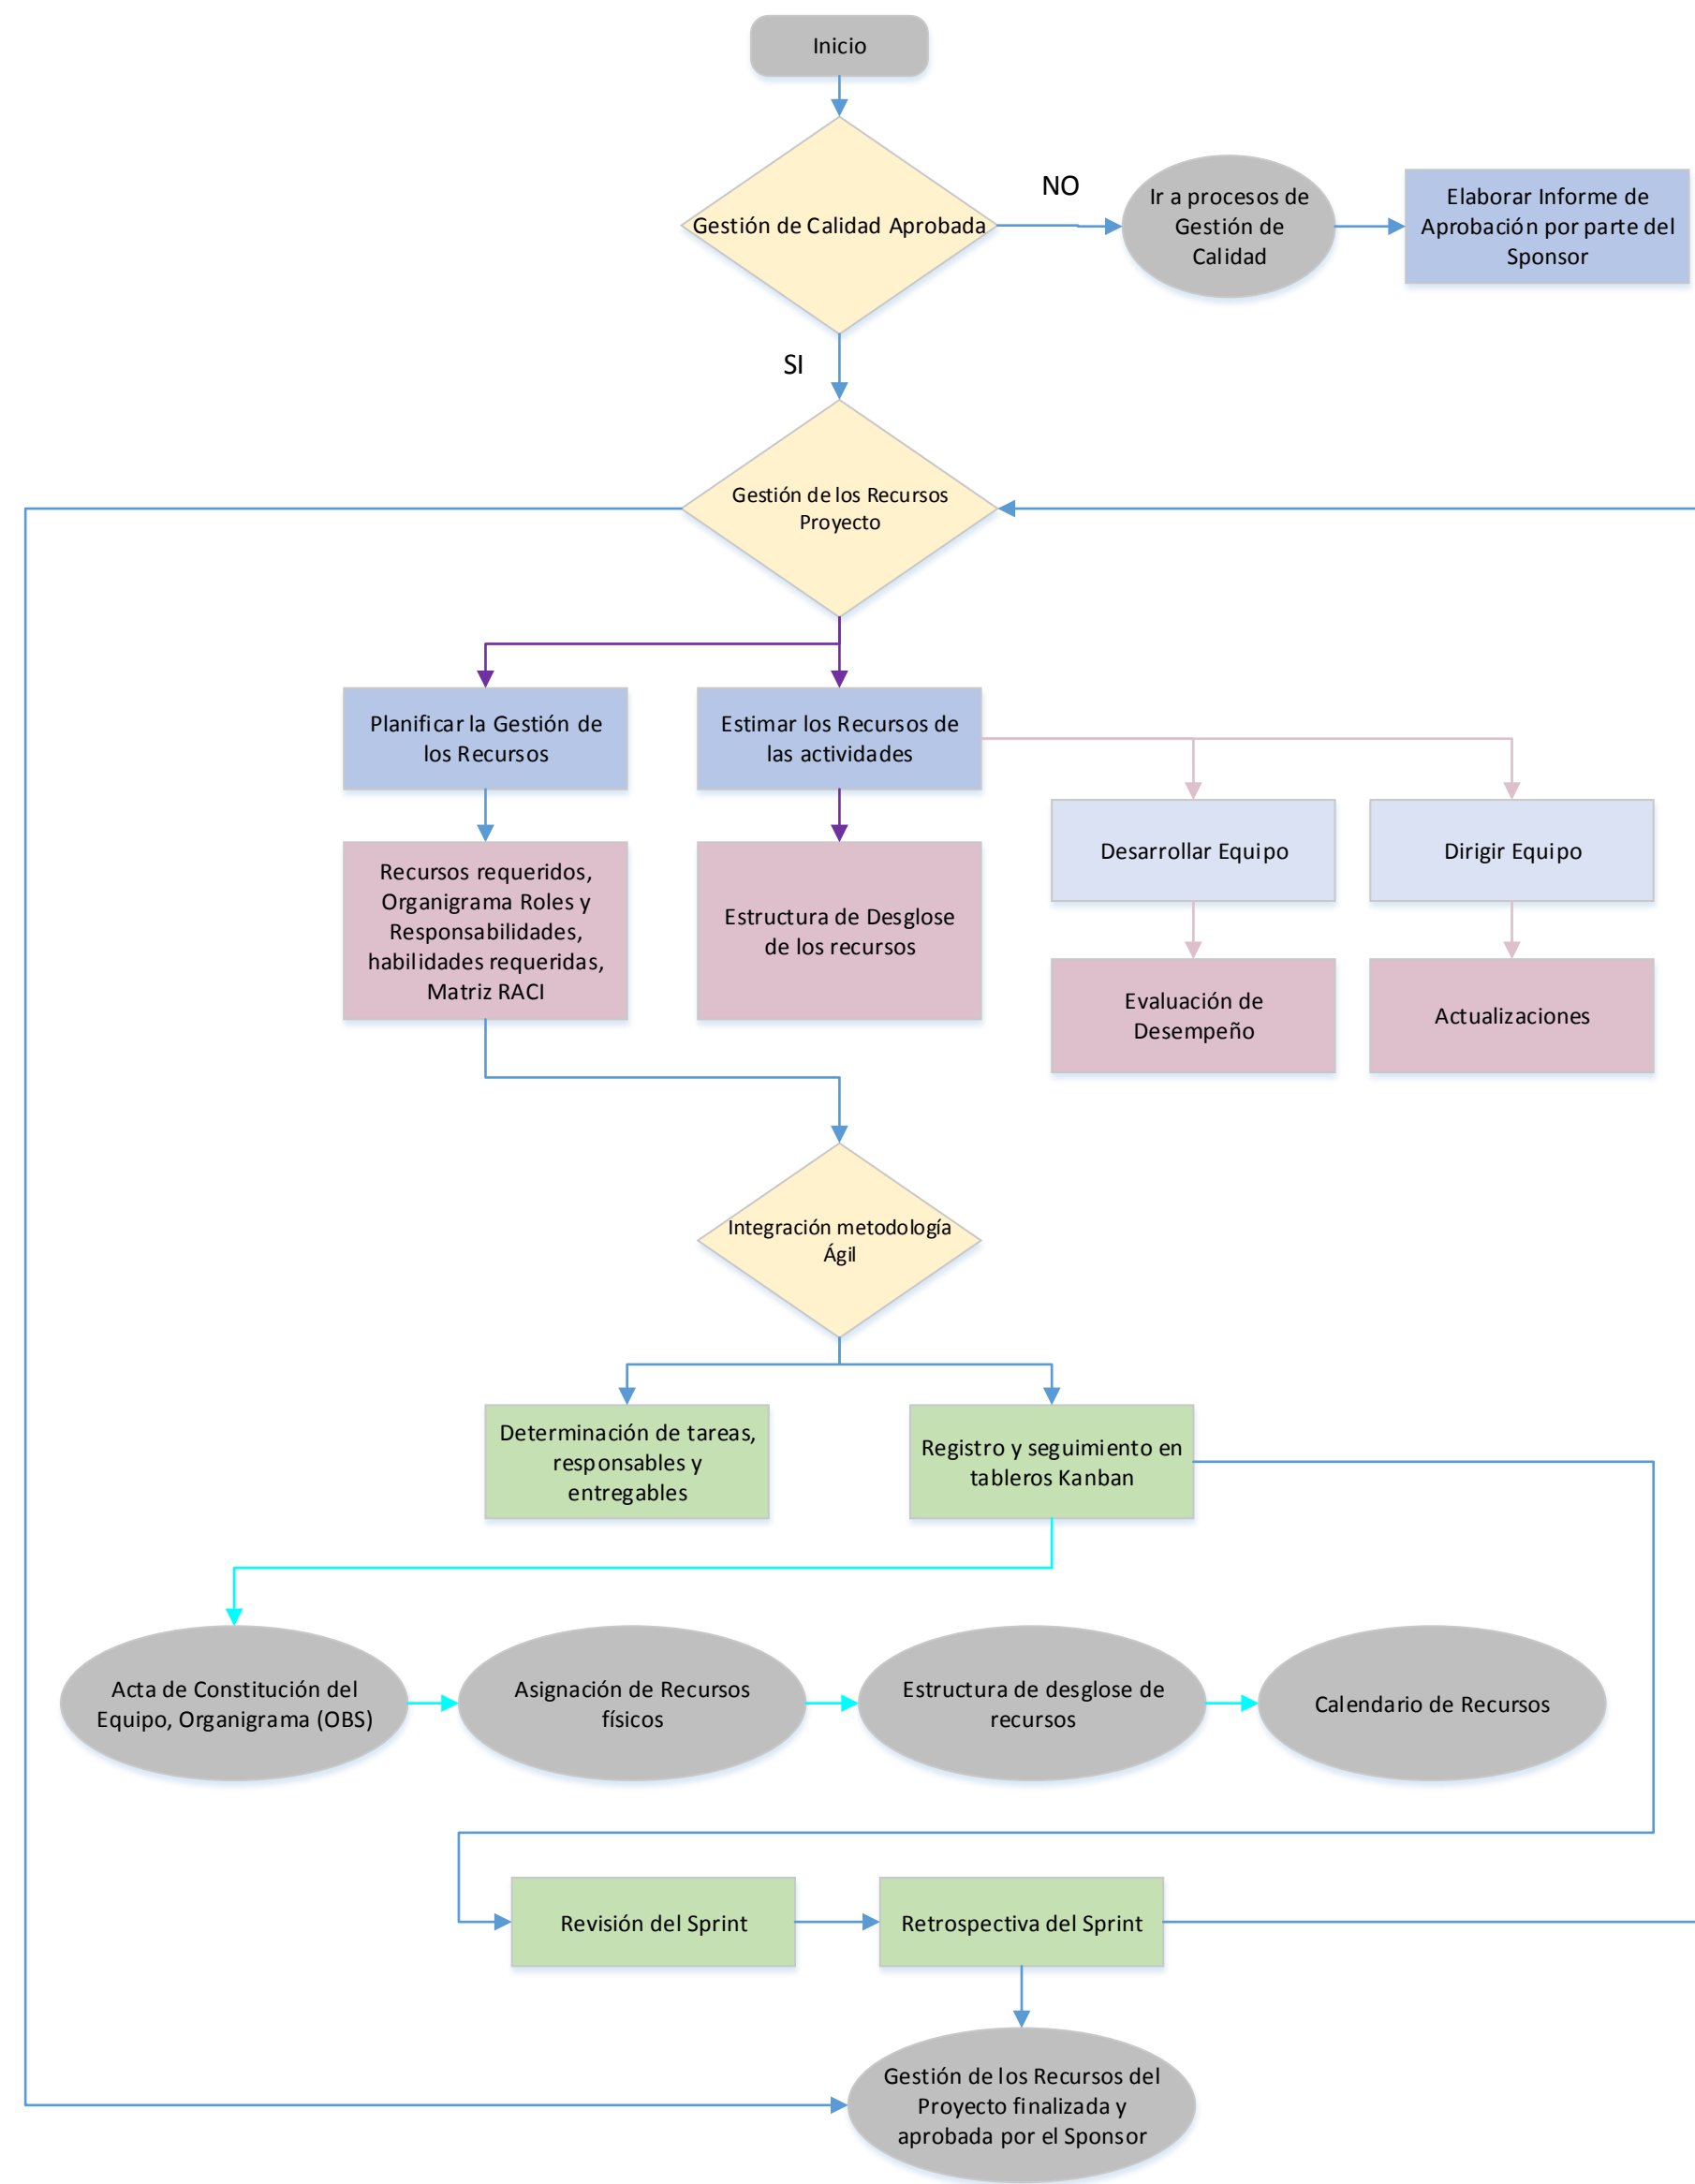 Inicio
Gestión de Calidad Aprobada
NO
Ir a procesos de
Gestión de
Calidad
Elaborar Informe de
Aprobación por parte del
Sponsor
SI
Gestión de los Recursos
Proyecto
Planificar la Gestión de
los Recursos
Estimar los Recursos de
las actividades
Desarrollar Equipo
Dirigir Equipo
Recursos requeridos,
Organigrama Roles y
Responsabilidades,
habilidades requeridas,
Matriz RACI
Estructura de Desglose
de los recursos
Evaluación de
Desempeño
Actualizaciones
Integración metodología
Ágil
Determinación de tareas,
responsables y
entregables
Registro y seguimiento en
tableros Kanban
Acta de Constitución del
Equipo, Organigrama (OBS)
Asignación de Recursos
físicos
Estructura de desglose de
recursos
Calendario de Recursos
Revisión del Sprint
Retrospectiva del Sprint
Gestión de los Recursos del
Proyecto finalizada y
aprobada por el Sponsor